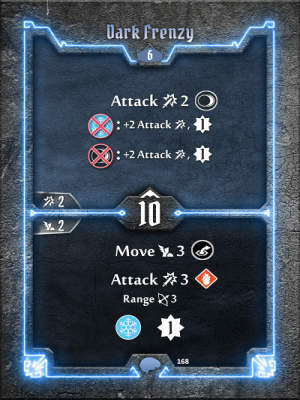 Dark Frenzy
6
Attack 2
: +2 Attack , 1
: +2 Attack , 1
2
10
2
Move 3
Attack 3
Range 3
1
168